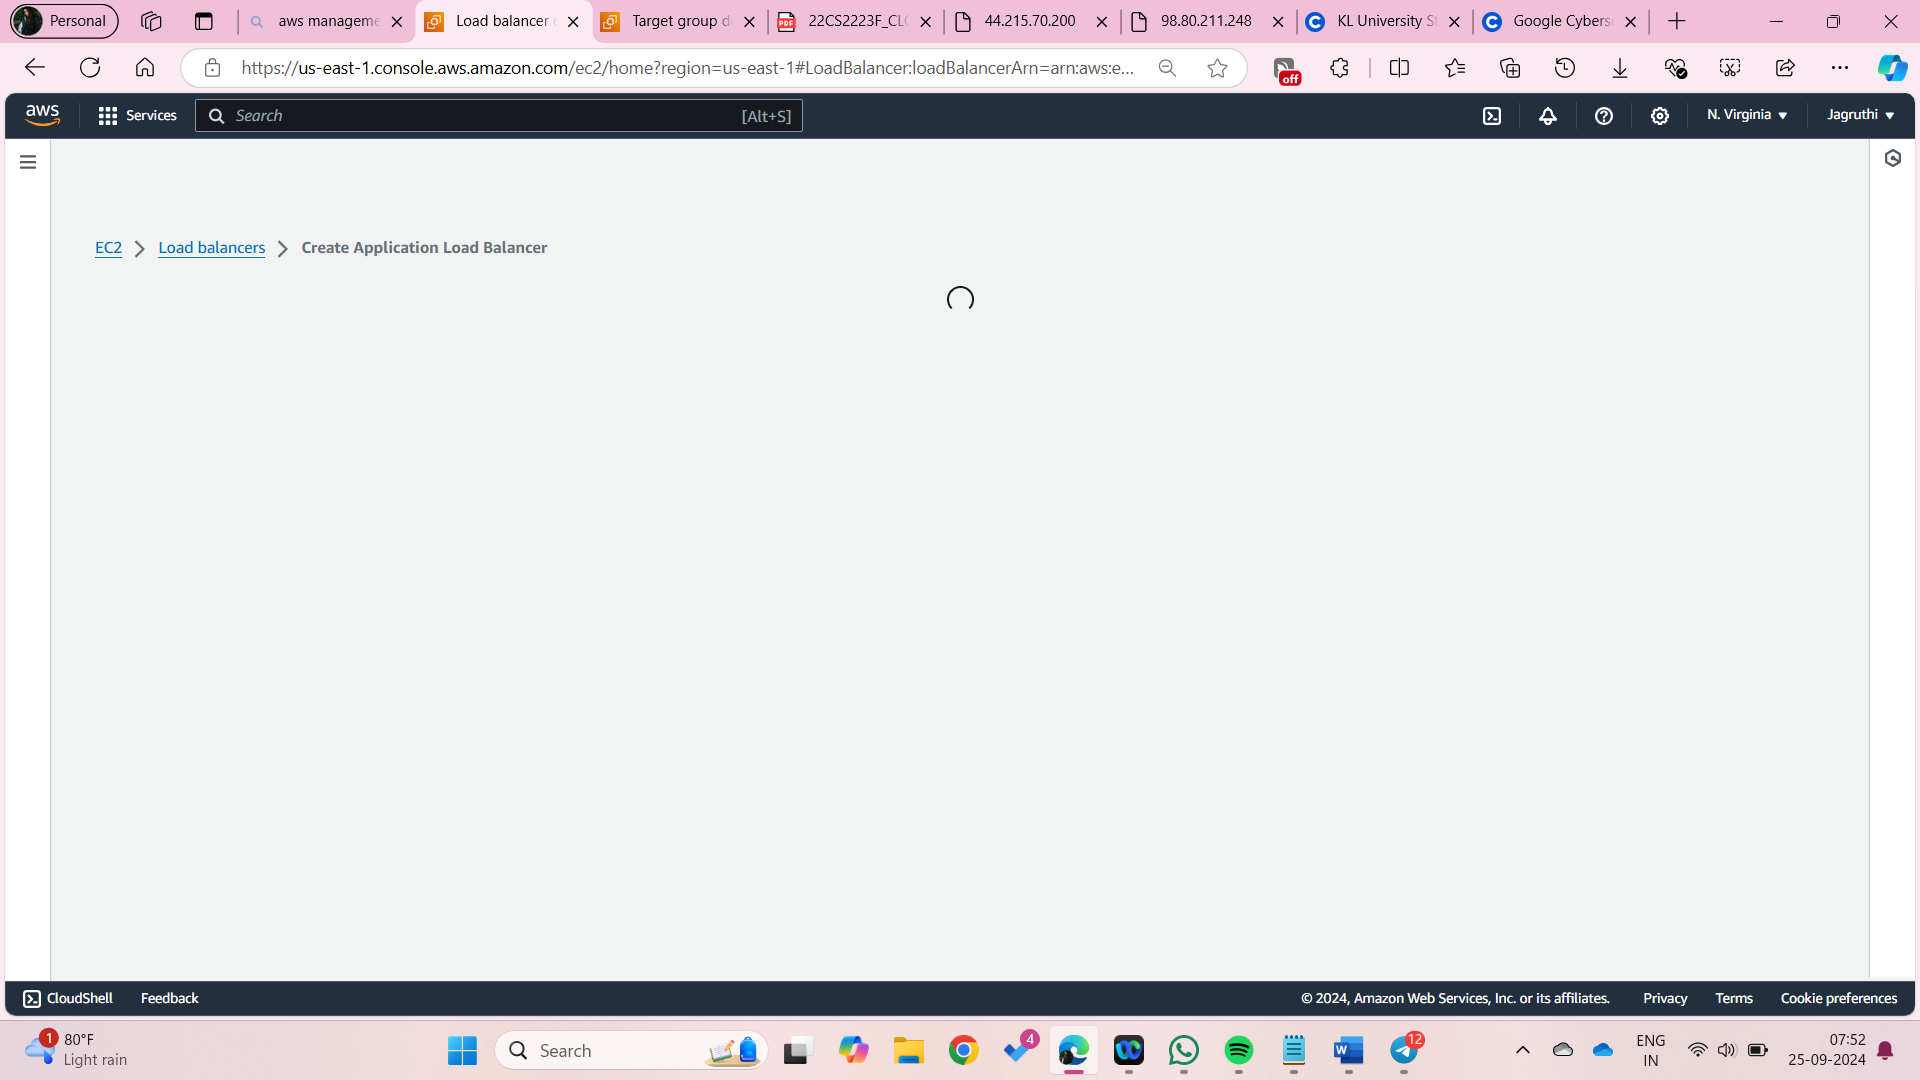 Personal
aws manageme
Load balancer
Target group d
22CS2223F_CL
44.215.70.200
98.80.211.248
KL University S
Google Cybers
https://us-east-1.console.aws.amazon.com/ec2/home?region=us-east-1#LoadBalancer:loadBalancerArn=arn:aws:e...
off
aws
Services
Search
[Alt+S]
N. Virginia
Jagruthi
EC2
Load balancers
Create Application Load Balancer
CloudShell
Feedback
© 2024, Amazon Web Services, Inc. or its affiliates.
Privacy
Terms
Cookie preferences
1
80°F
Light rain
Search
4
12
ENG
IN
07:52
25-09-2024